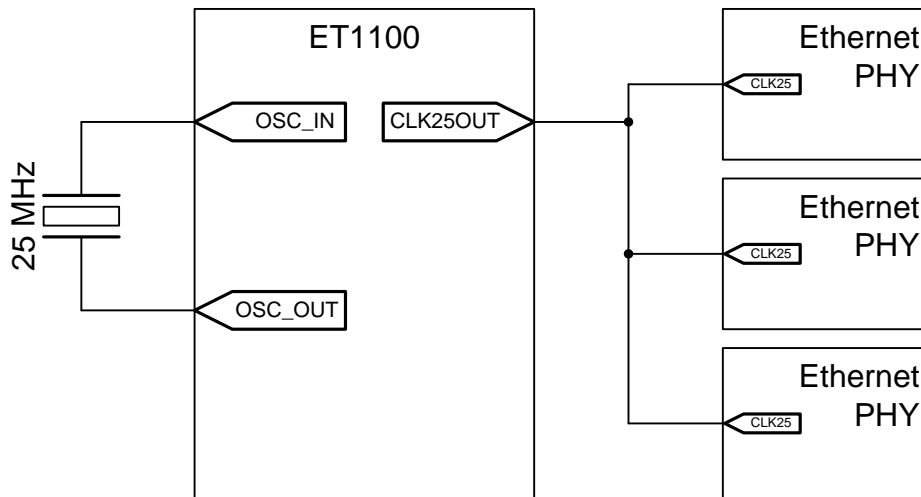 ET1100
OSC_IN
CLK25OUT
25 MHz
OSC_OUT
Ethernet
PHY
CLK25
Ethernet
PHY
CLK25
Ethernet
PHY
CLK25